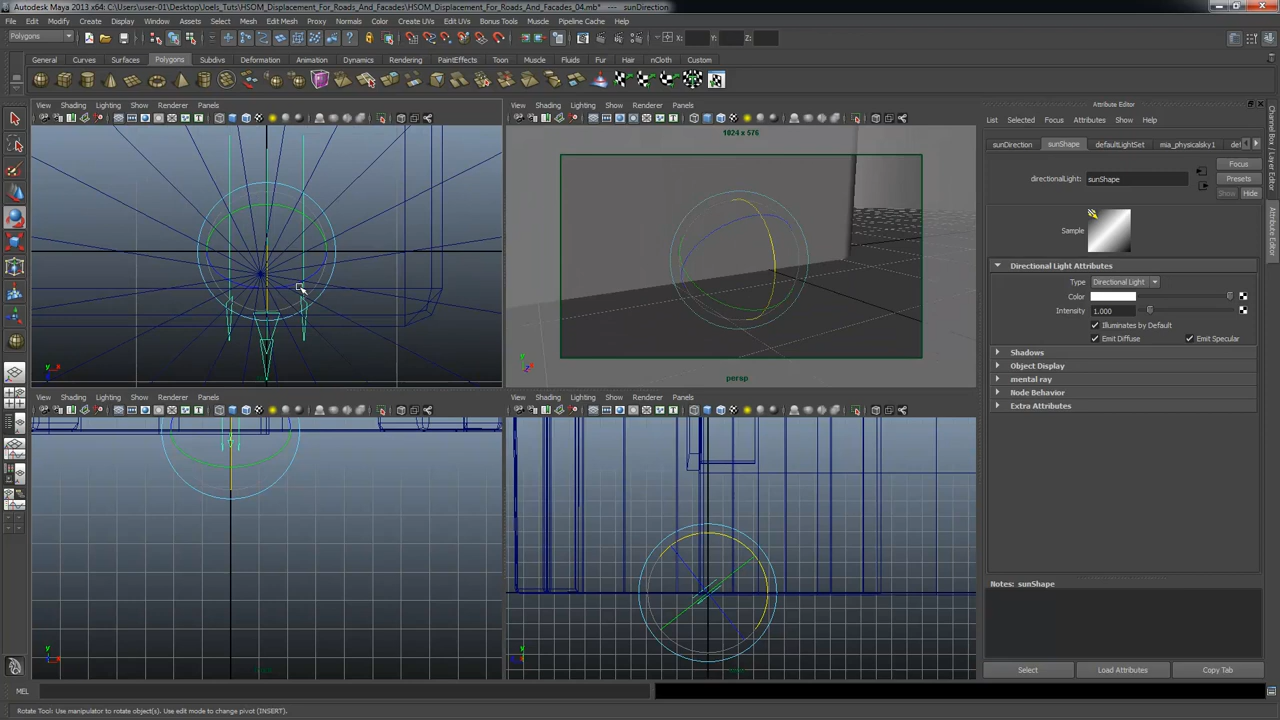 Autodesk Maya 2013 x64: C:\Users\user-01\Desktop\Joels_Tuts\HSOM_Displacement_For_Roads_And_Facades\HSOM_Displacement_For_Roads_And_Facades_04.mb* --- sunDirection
File Edit Modify Create Display Window Assets Select Mesh Edit Mesh Proxy Normals Color Create UVs Edit UVs Bonus Tools Muscle Pipeline Cache Help
Polygons X: Y: Z:
General Curves Surfaces Polygons Subdivs Deformation Animation Dynamics Rendering PaintEffects Toon Muscle Fluids Fur Hair nCloth Custom
View Shading Lighting Show Renderer Panels
View Shading Lighting Show Renderer Panels
1024 x 576
persp
View Shading Lighting Show Renderer Panels
View Shading Lighting Show Renderer Panels
Attribute Editor
List Selected Focus Attributes Show Help
sunDirection sunShape defaultLightSet mia_physicalsky1
directionalLight: sunShape
Focus
Presets
Show Hide
Sample
Directional Light Attributes
Type Directional Light
Color
Intensity 1.000
Illuminates by Default
Emit Diffuse Emit Specular
Shadows
Object Display
mental ray
Node Behavior
Extra Attributes
Notes: sunShape
Select Load Attributes Copy Tab
Channel Box / Layer Editor
Attribute Editor
MEL
Rotate Tool: Use manipulator to rotate object(s). Use edit mode to change pivot (INSERT).